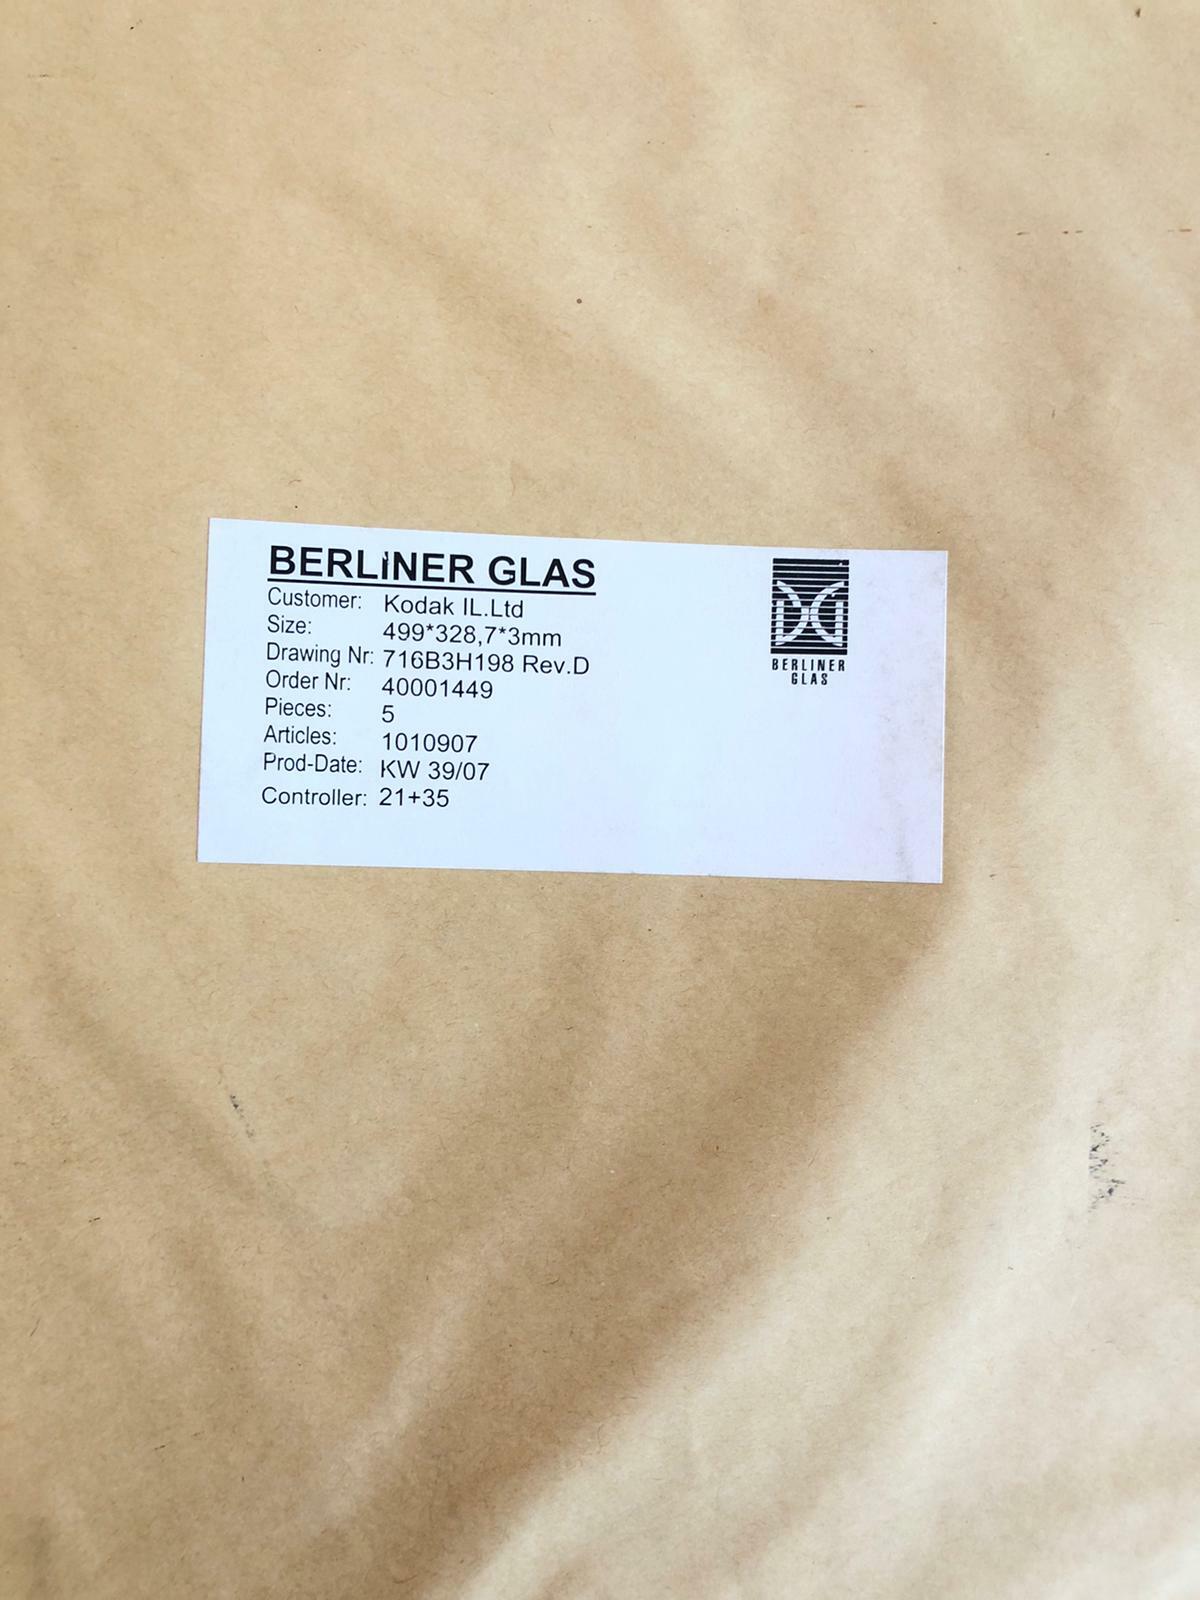 BERLINER GLAS
Customer: Kodak IL.Ltd
Size: 499*328,7*3mm
Drawing Nr: 716B3H198 Rev.D
Order Nr: 40001449
Pieces: 5
Articles: 1010907
Prod-Date: KW 39/07
Controller: 21+35
BERLINER
GLAS